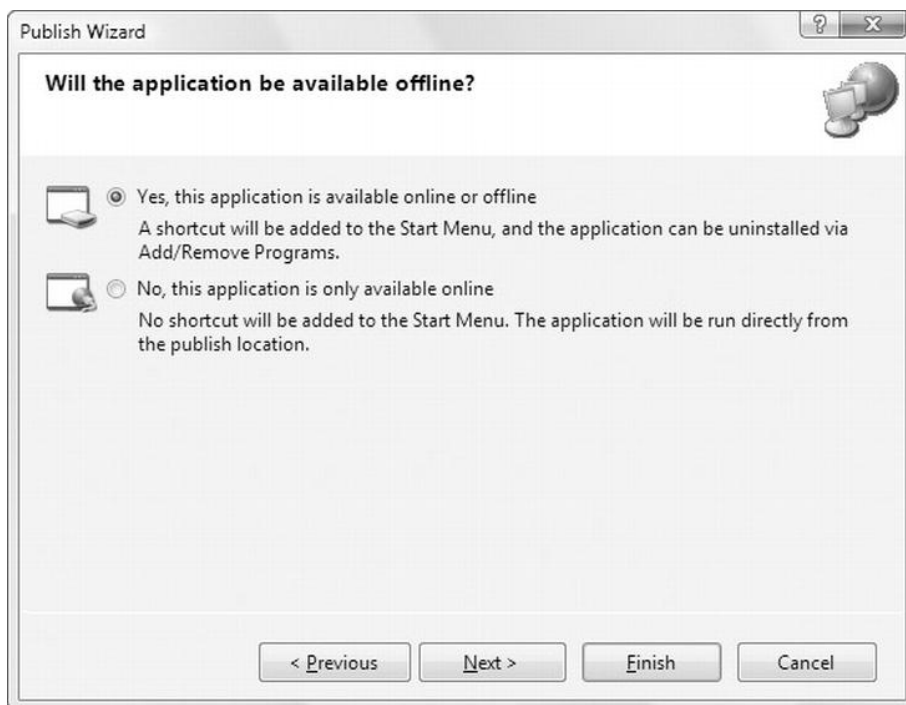 Publish Wizard
?
Will the application be available offline?
Yes, this application is available online or offline
A shortcut will be added to the Start Menu, and the application can be uninstalled via
Add/Remove Programs.
No, this application is only available online
No shortcut will be added to the Start Menu. The application will be run directly from
the publish location.
< Previous
Next >
Finish
Cancel